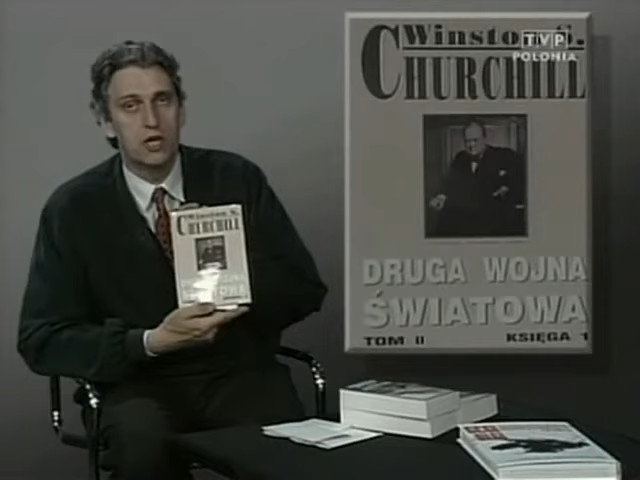 Winston S.
CHURCHILL
TVP
POLONIA
DRUGA WOJNA
ŚWIATOWA
TOM II
KSIĘGA 1
Winston S.
CHURCHILL